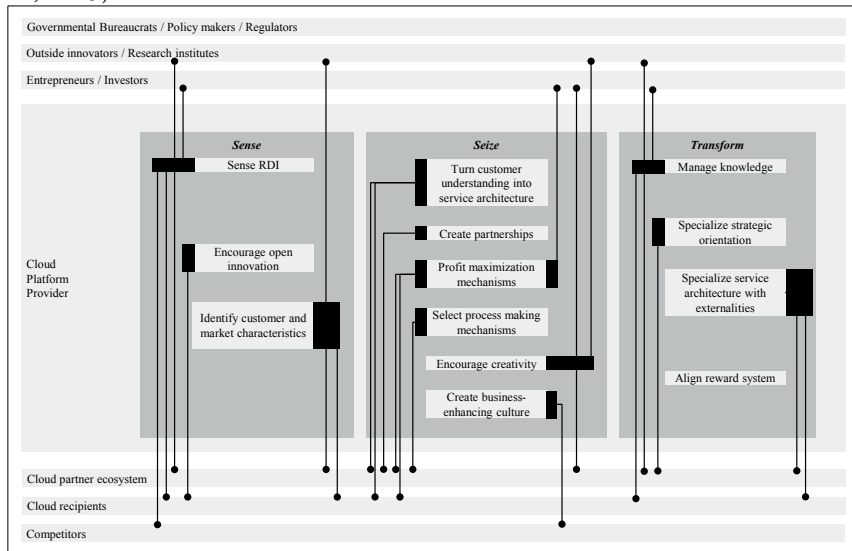 Governmental Bureaucrats / Policy makers / Regulators
Outside innovators / Research institutes
Entrepreneurs / Investors
Cloud
Platform
Provider
Sense
Sense RDI
Encourage open
innovation
Identify customer and
market characteristics
Seize
Turn customer
understanding into
service architecture
Create partnerships
Profit maximization
mechanisms
Select process making
mechanisms
Encourage creativity
Create business-
enhancing culture
Transform
Manage knowledge
Specialize strategic
orientation
Specialize service
architecture with
externalities
Align reward system
Cloud partner ecosystem
Cloud recipients
Competitors